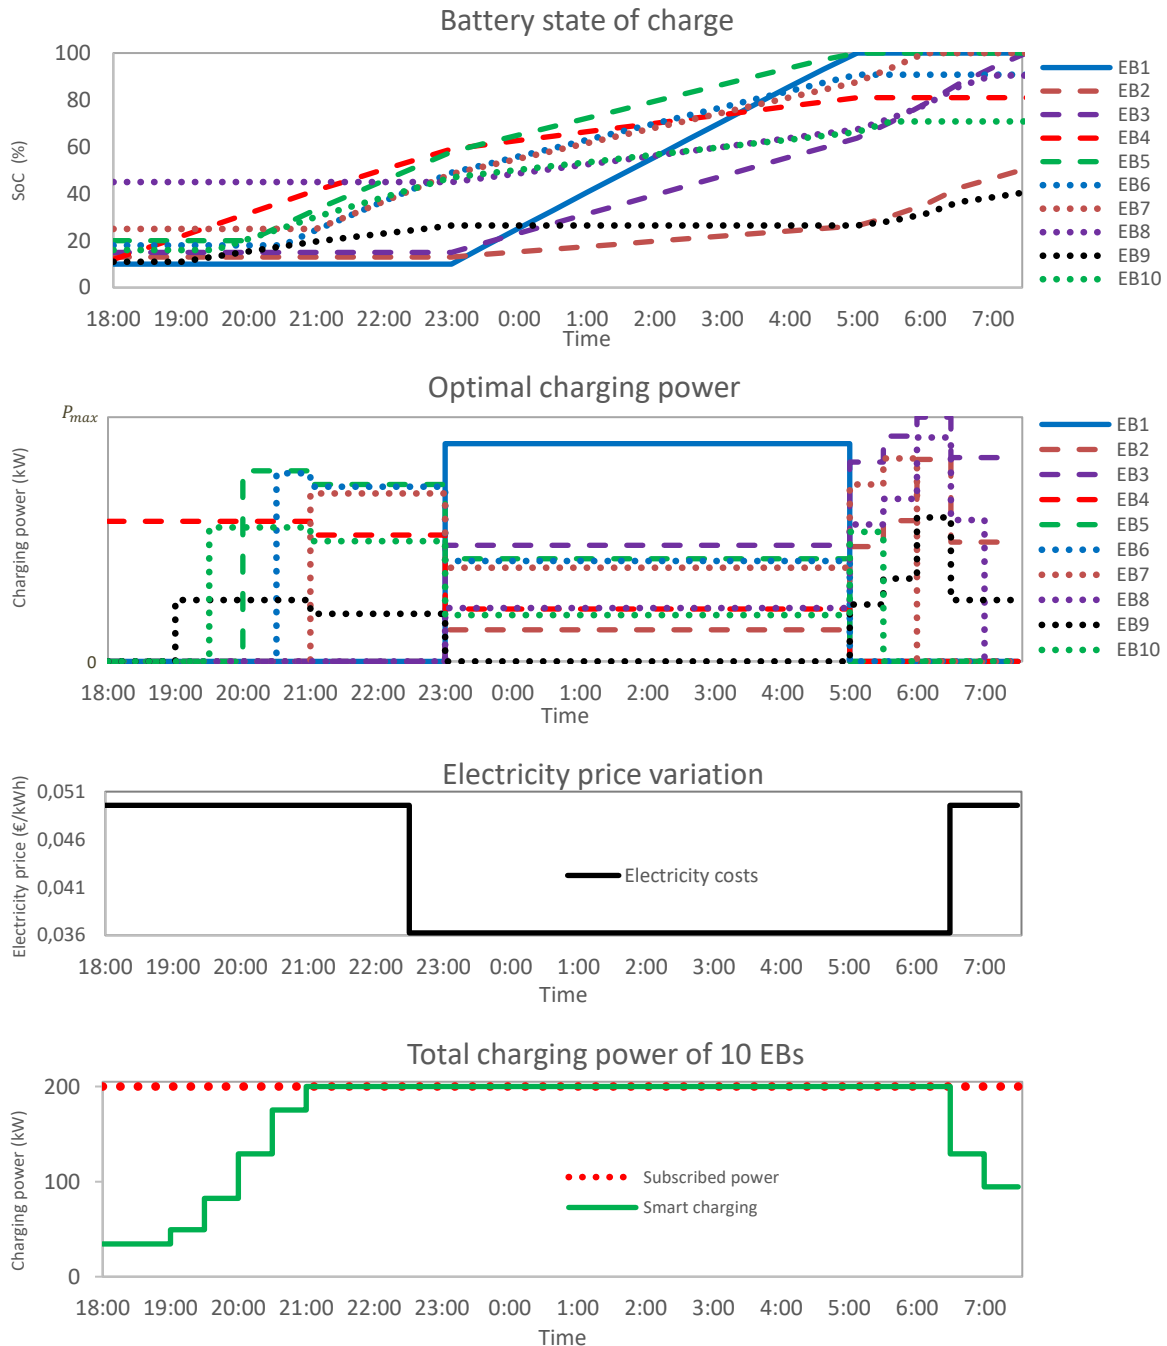 Battery state of charge
SoC (%)
100
80
60
40
20
0
18:00 19:00 20:00 21:00 22:00 23:00 0:00 1:00 2:00 3:00 4:00 5:00 6:00 7:00
Time
EB1
EB2
EB3
EB4
EB5
EB6
EB7
EB8
EB9
EB10
Optimal charging power
Charging power (kW)
Pmax
0
18:00 19:00 20:00 21:00 22:00 23:00 0:00 1:00 2:00 3:00 4:00 5:00 6:00 7:00
Time
EB1
EB2
EB3
EB4
EB5
EB6
EB7
EB8
EB9
EB10
Electricity price variation
Electricity price (€/kWh)
0,051
0,046
0,041
0,036
Electricity costs
18:00 19:00 20:00 21:00 22:00 23:00 0:00 1:00 2:00 3:00 4:00 5:00 6:00 7:00
Time
Total charging power of 10 EBs
Charging power (kW)
200
100
0
Subscribed power
Smart charging
18:00 19:00 20:00 21:00 22:00 23:00 0:00 1:00 2:00 3:00 4:00 5:00 6:00 7:00
Time